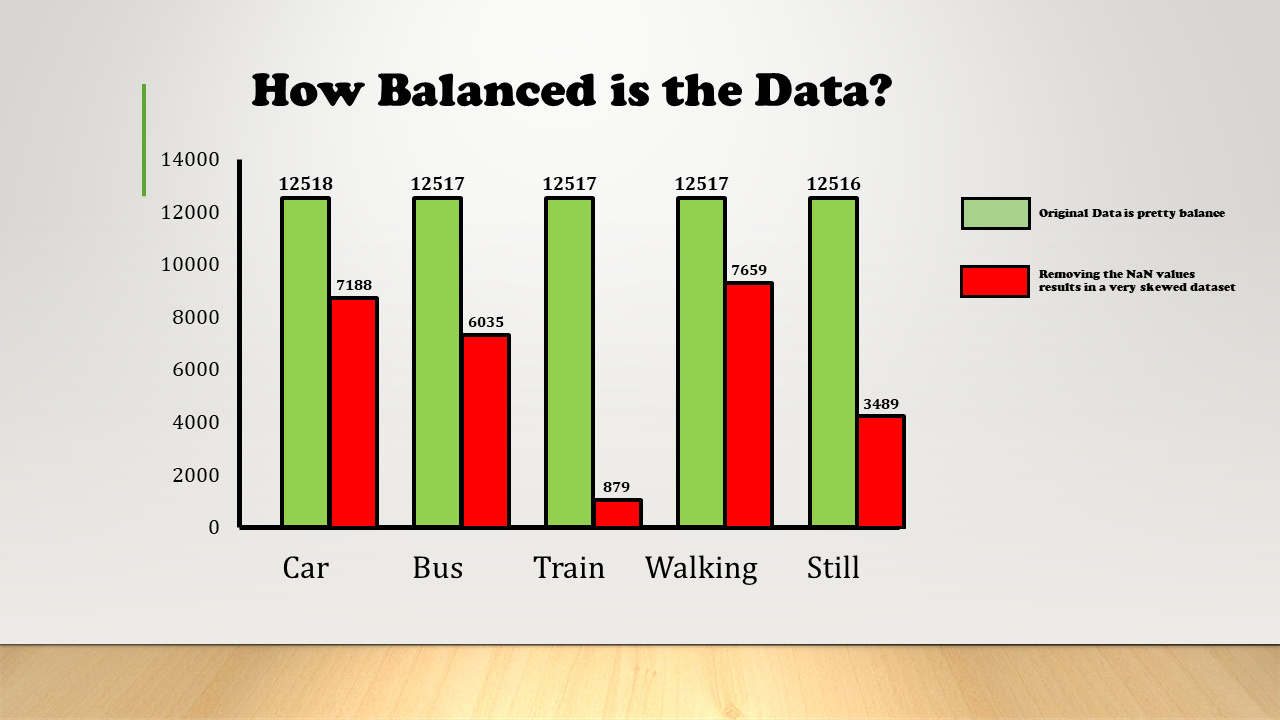 How Balanced is the Data?
14000
12000
10000
8000
6000
4000
2000
0
12518
12517
12517
12517
12516
7188
6035
879
7659
3489
Car
Bus
Train
Walking
Still
Original Data is pretty balance
Removing the NaN values
results in a very skewed dataset